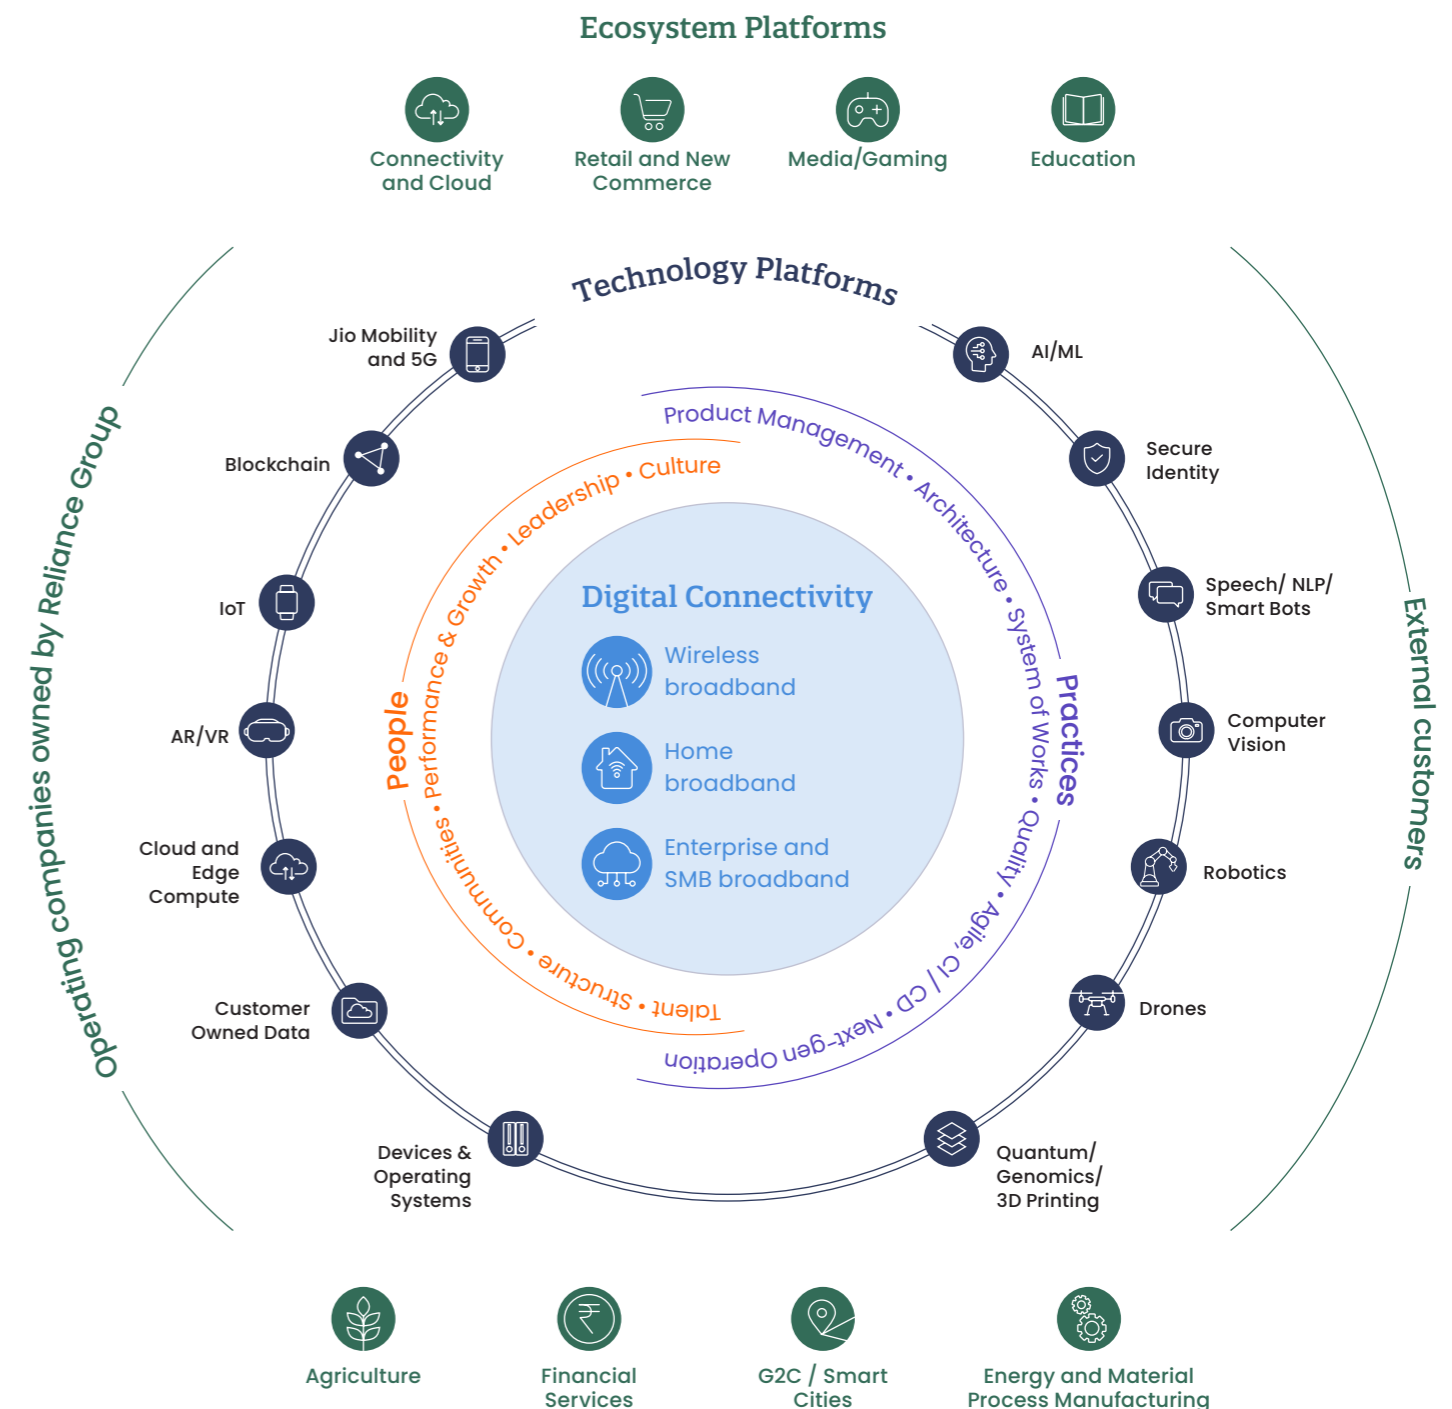 Ecosystem Platforms
Connectivity
and Cloud
Retail and New
Commerce
Media/Gaming
Education
Technology Platforms
Jio Mobility
and 5G
Blockchain
IoT
AR/VR
Cloud and
Edge
Compute
Customer
Owned Data
Devices &
Operating
Systems
AI/ML
Secure
Identity
Speech/ NLP/
Smart Bots
Computer
Vision
Robotics
Drones
Quantum/
Genomics/
3D Printing
Operating companies owned by Reliance Group
External customers
People
Talent • Structure • Communities • Performance & Growth • Leadership • Culture
Practices
Product Management • Architecture • System of Works • Quality • Agile, CI / CD • Next-gen Operation
Digital Connectivity
Wireless
broadband
Home
broadband
Enterprise and
SMB broadband
Agriculture
Financial
Services
G2C / Smart
Cities
Energy and Material
Process Manufacturing